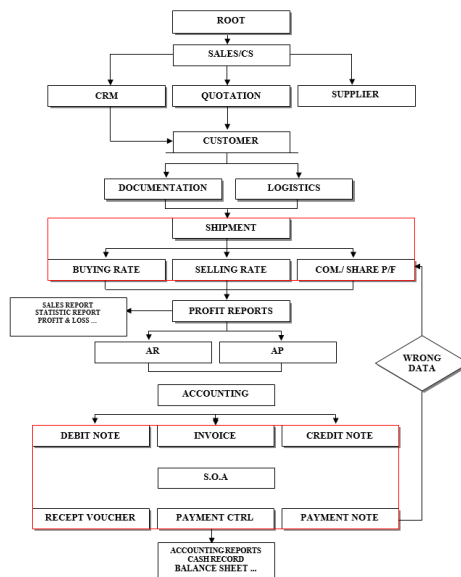 ROOT
SALES/CS
CRM
QUOTATION
SUPPLIER
CUSTOMER
DOCUMENTATION
LOGISTICS
SHIPMENT
BUYING RATE
SELLING RATE
COM./ SHARE P/F
SALES REPORT
STATISTIC REPORT
PROFIT & LOSS ...
PROFIT REPORTS
AR
AP
WRONG
DATA
ACCOUNTING
DEBIT NOTE
INVOICE
CREDIT NOTE
S.O.A
RECEPT VOUCHER
PAYMENT CTRL
PAYMENT NOTE
ACCOUNTING REPORTS
CASH RECORD
BALANCE SHEET ...